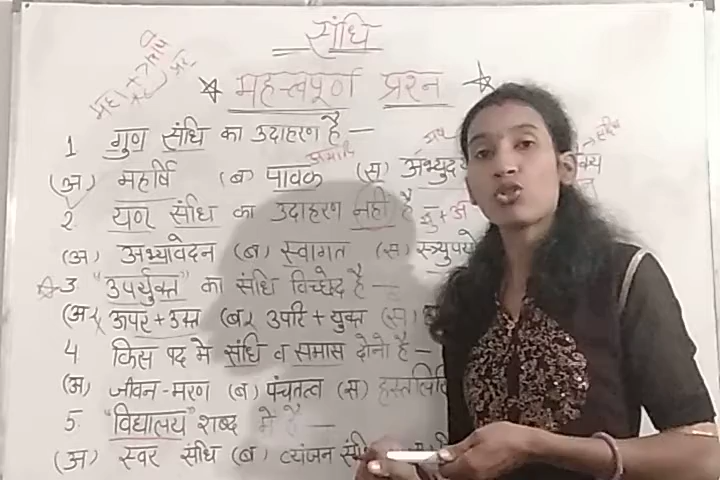 संधि
महत्त्वपूर्ण प्रश्न
1 गुण संधि का उदाहरण है —
(अ) महर्षि (ब) पावक (स) अभ्युद
2. यण संधि का उदाहरण नहीं है
(अ) अभ्यावेदन (ब) स्वागत (स) स्त्र्युपयो
3 "उपर्युक्त" का संधि विच्छेद है —
(अ) ऊपर + उक्त (ब) उपरि + युक्त (स)
4 किस पद मे संधि व समास दोनो है —
(अ) जीवन-मरण (ब) पंचतत्व (स) हस्तलिि
5. "विद्यालय" शब्द मे है —
(अ) स्वर संधि (ब) व्यंजन सं